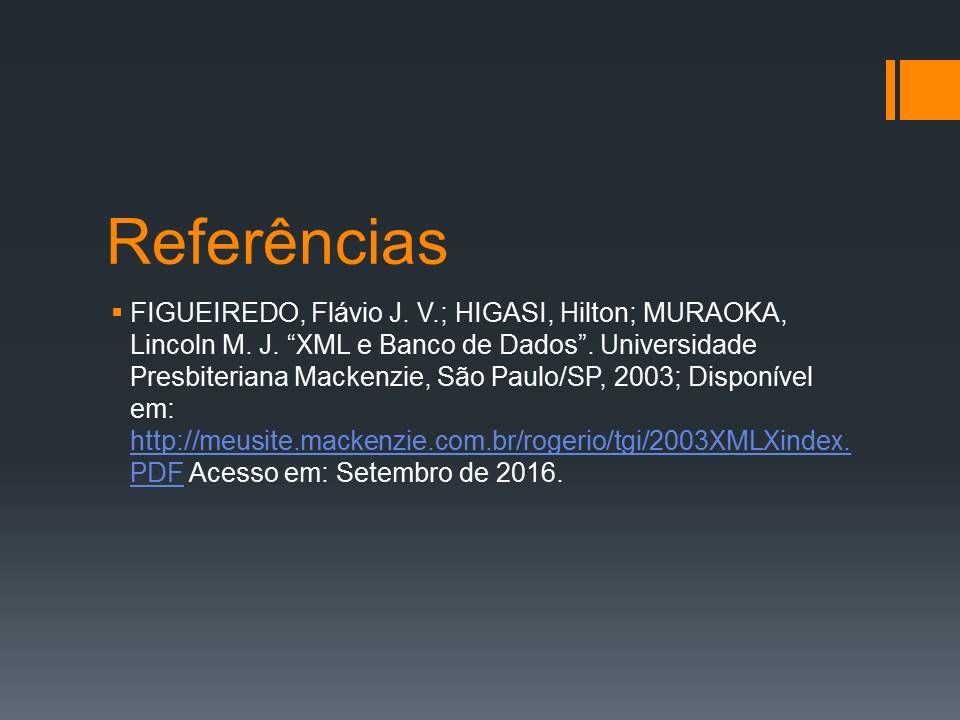 Referências
FIGUEIREDO, Flávio J. V.; HIGASI, Hilton; MURAOKA,
Lincoln M. J. “XML e Banco de Dados”. Universidade
Presbiteriana Mackenzie, São Paulo/SP, 2003; Disponível
em:
http://meusite.mackenzie.com.br/rogerio/tgi/2003XMLXindex.
PDF Acesso em: Setembro de 2016.